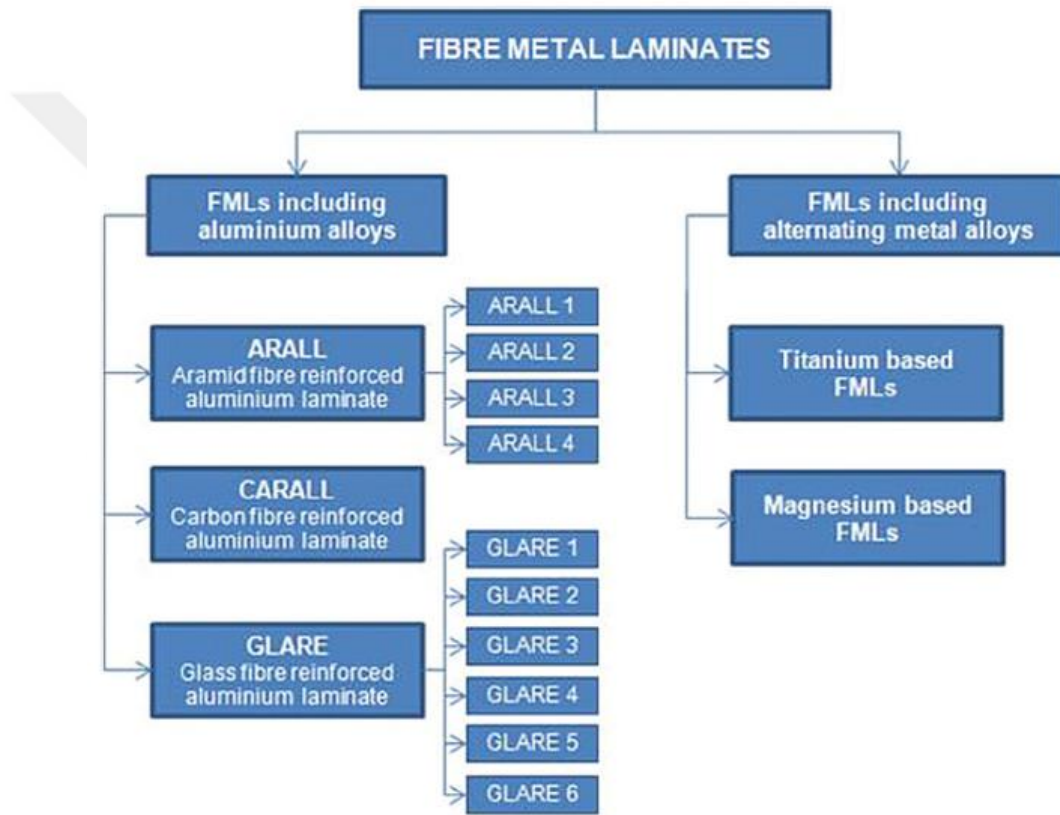 FIBRE METAL LAMINATES
FMLs including
aluminium alloys
FMLs including
alternating metal alloys
ARALL
Aramid fibre reinforced
aluminium laminate
ARALL 1
ARALL 2
ARALL 3
ARALL 4
CARALL
Carbon fibre reinforced
aluminium laminate
GLARE
Glass fibre reinforced
aluminium laminate
GLARE 1
GLARE 2
GLARE 3
GLARE 4
GLARE 5
GLARE 6
Titanium based
FMLs
Magnesium based
FMLs